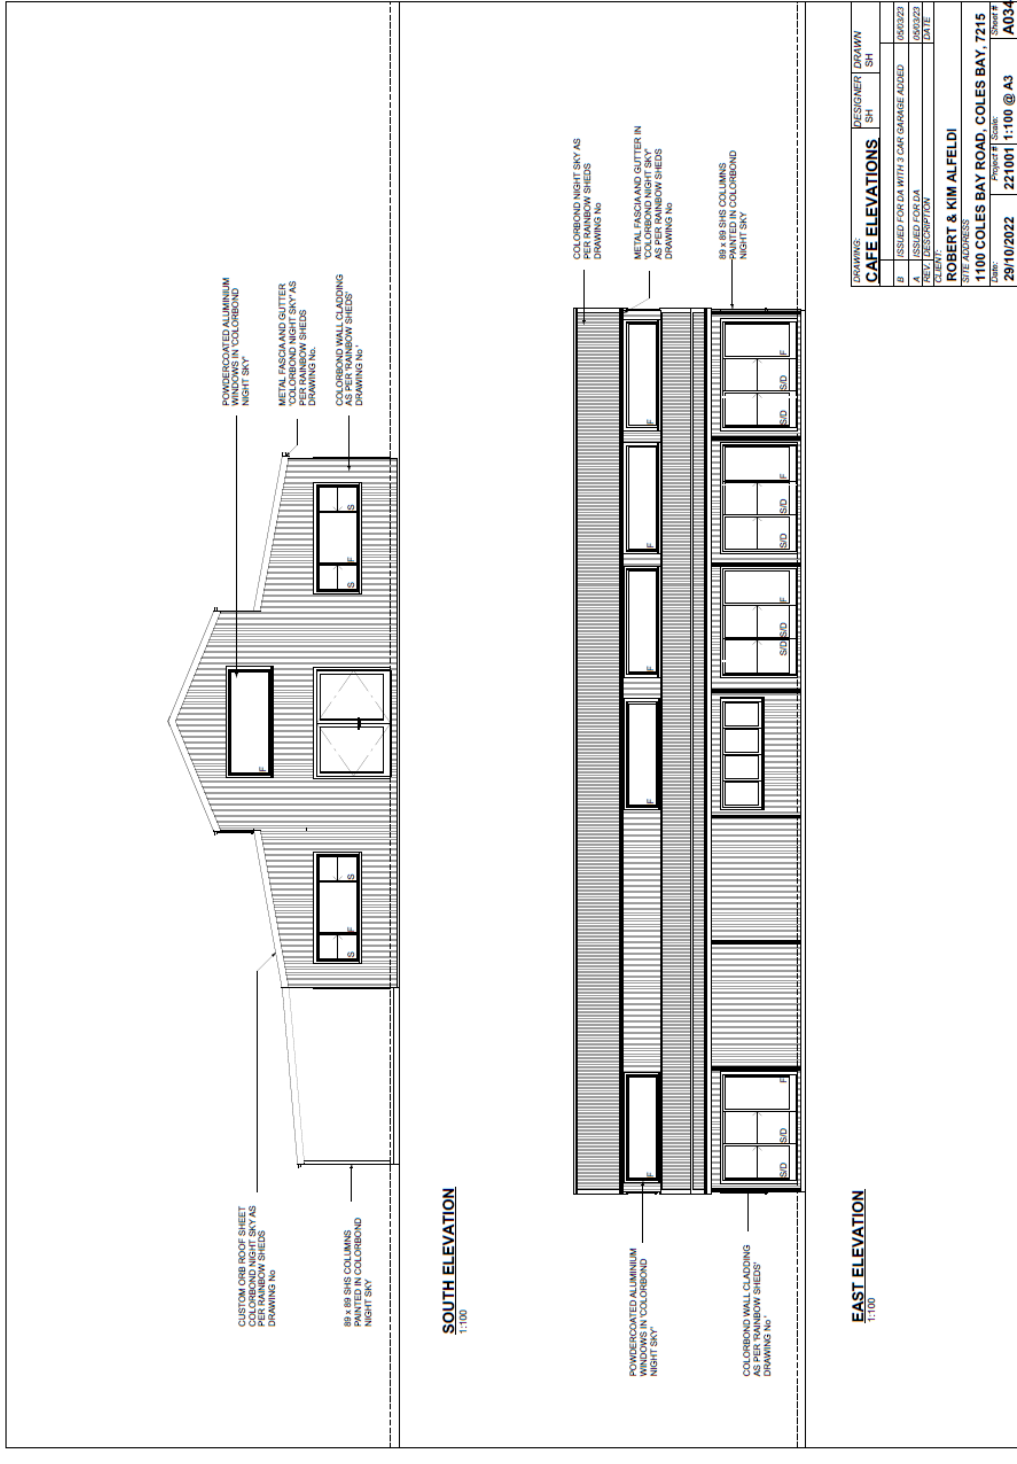 POWDERCOATED ALUMINIUM
WINDOWS IN 'COLORBOND
NIGHT SKY'
METAL FASCIA AND GUTTER
'COLORBOND NIGHT SKY' AS
PER RAINBOW SHEDS
DRAWING No.
COLORBOND WALL CLADDING
AS PER 'RAINBOW SHEDS'
DRAWING No '
CUSTOM ORB ROOF SHEET
COLORBOND NIGHT SKY AS
PER RAINBOW SHEDS
DRAWING No
89 x 89 SHS COLUMNS
PAINTED IN COLORBOND
NIGHT SKY
F
S
F
S
S
F
S
SOUTH ELEVATION
1:100
COLORBOND NIGHT SKY AS
PER RAINBOW SHEDS
DRAWING No
METAL FASCIA AND GUTTER IN
'COLORBOND NIGHT SKY'
AS PER RAINBOW SHEDS
DRAWING No
89 x 89 SHS COLUMNS
PAINTED IN COLORBOND
NIGHT SKY
POWDERCOATED ALUMINIUM
WINDOWS IN 'COLORBOND
NIGHT SKY'
COLORBOND WALL CLADDING
AS PER 'RAINBOW SHEDS'
DRAWING No '
F
F
F
F
F
S/D
S/D
F
S/D
S/D
F
S/D
S/D
F
S/D
S/D
F
EAST ELEVATION
1:100
DRAWING:
CAFE ELEVATIONS
DESIGNER
SH
DRAWN
SH
B ISSUED FOR DA WITH 3 CAR GARAGE ADDED 05/03/23
A ISSUED FOR DA 05/03/23
REV. DESCRIPTION DATE
CLIENT:
ROBERT & KIM ALFELDI
SITE ADDRESS
1100 COLES BAY ROAD, COLES BAY, 7215
Date: Project # Scale: Sheet #
29/10/2022 221001 1:100 @ A3 A034